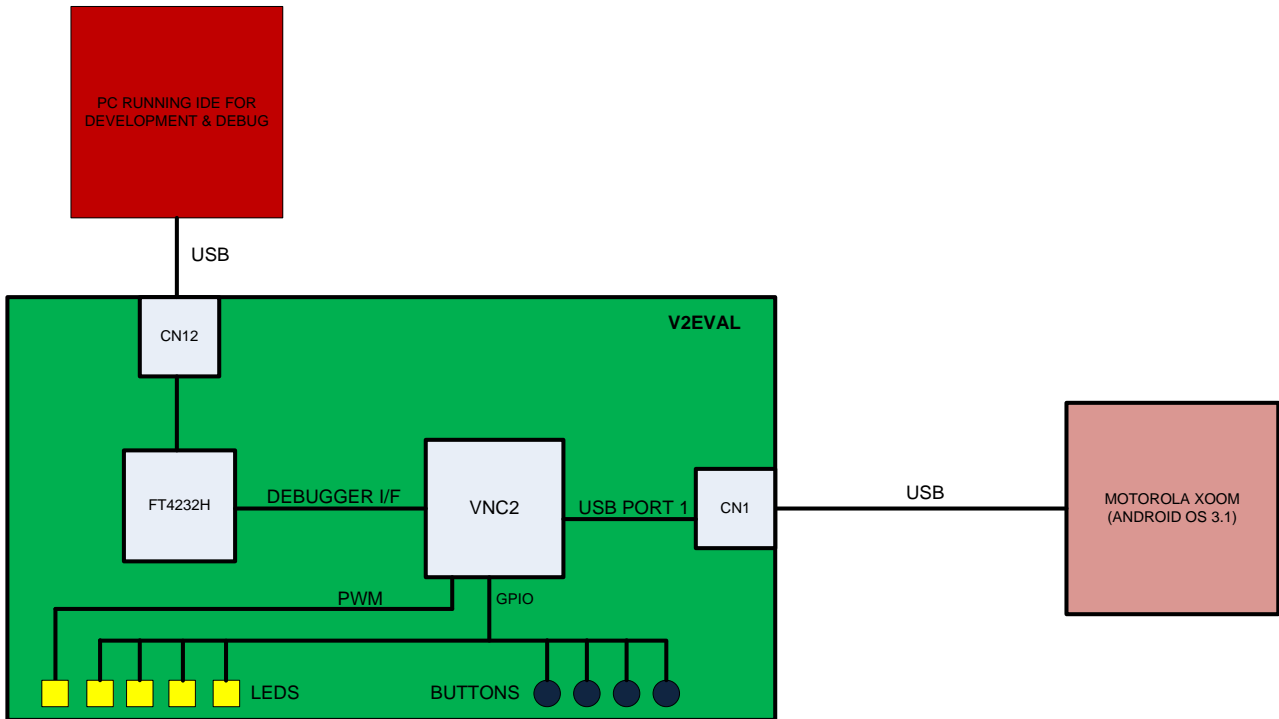 PC RUNNING IDE FOR
DEVELOPMENT & DEBUG
USB
CN12
V2EVAL
FT4232H
DEBUGGER I/F
VNC2
USB PORT 1
CN1
USB
MOTOROLA XOOM
(ANDROID OS 3.1)
PWM
GPIO
LEDS
BUTTONS